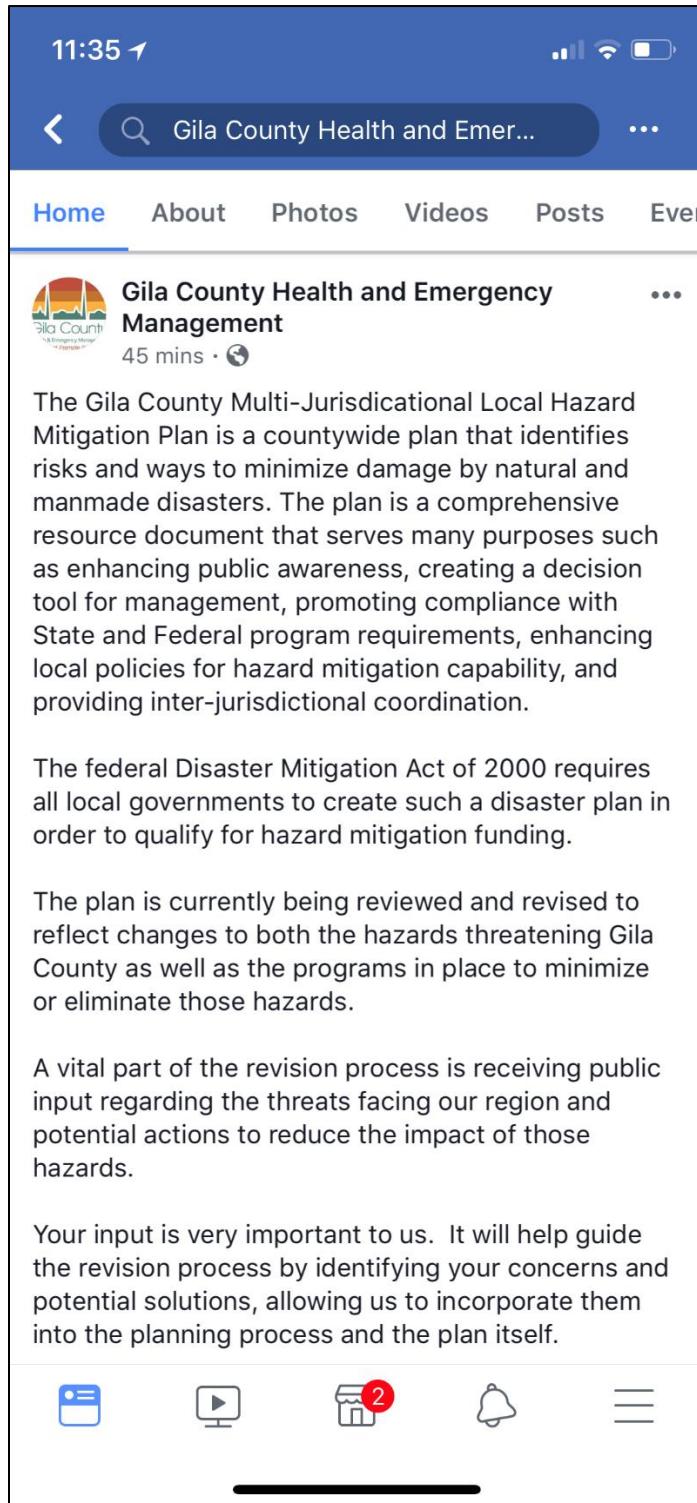 11:35
Gila County Health and Emer...
Home About Photos Videos Posts Ever
Gila County Health and Emergency
Management
45 mins ·
Gila County
The Gila County Multi-Jurisdicational Local Hazard
Mitigation Plan is a countywide plan that identifies
risks and ways to minimize damage by natural and
manmade disasters. The plan is a comprehensive
resource document that serves many purposes such
as enhancing public awareness, creating a decision
tool for management, promoting compliance with
State and Federal program requirements, enhancing
local policies for hazard mitigation capability, and
providing inter-jurisdictional coordination.
The federal Disaster Mitigation Act of 2000 requires
all local governments to create such a disaster plan in
order to qualify for hazard mitigation funding.
The plan is currently being reviewed and revised to
reflect changes to both the hazards threatening Gila
County as well as the programs in place to minimize
or eliminate those hazards.
A vital part of the revision process is receiving public
input regarding the threats facing our region and
potential actions to reduce the impact of those
hazards.
Your input is very important to us.  It will help guide
the revision process by identifying your concerns and
potential solutions, allowing us to incorporate them
into the planning process and the plan itself.
2